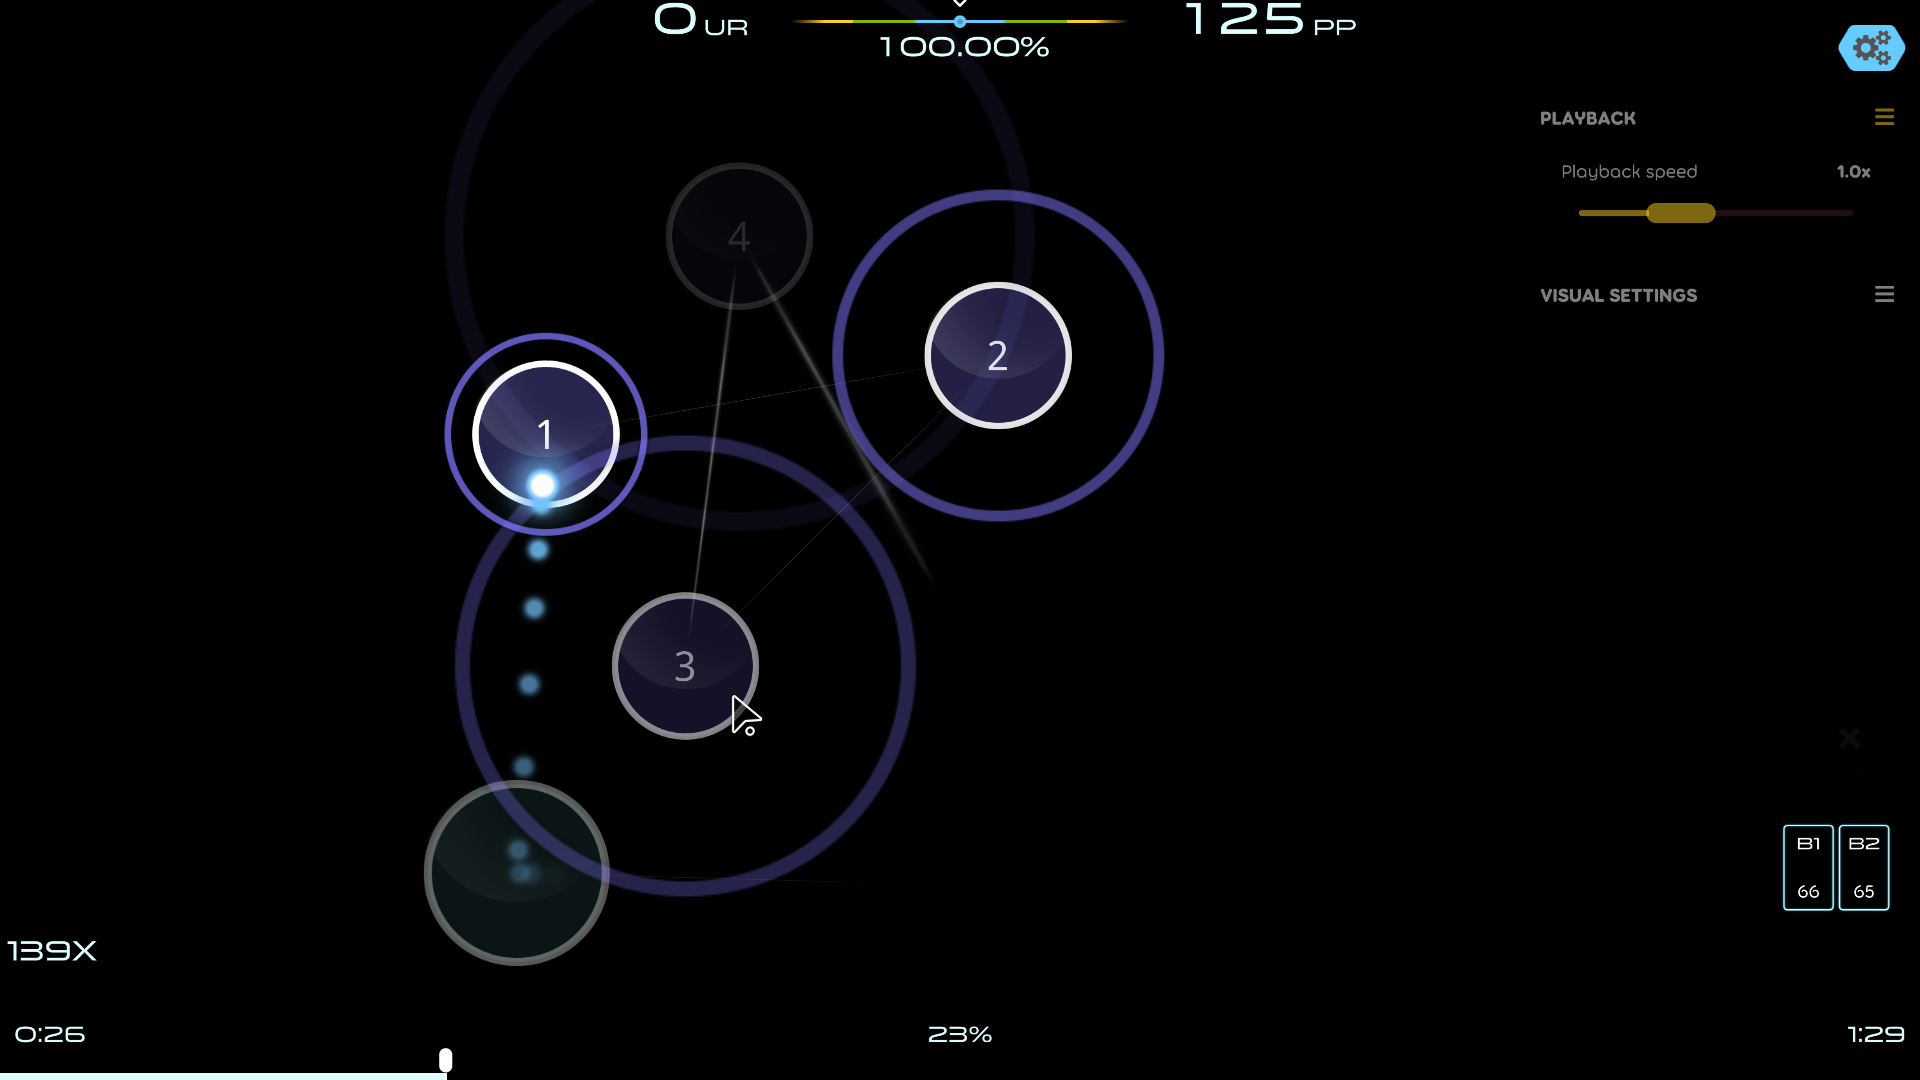 0 UR
100.00%
125 PP
PLAYBACK
Playback speed 1.0x
VISUAL SETTINGS
4
2
1
3
B1 B2
66 65
139X
0:26 23% 1:29